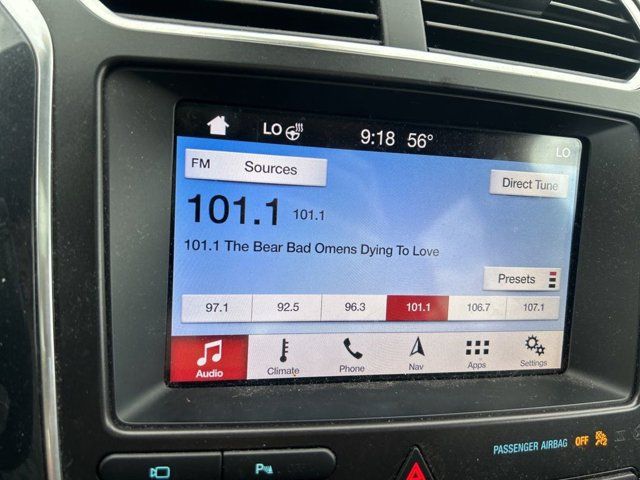 LO 9:18 56° LO
FM Sources
Direct Tune
101.1 101.1
101.1 The Bear Bad Omens Dying To Love
Presets
97.1 92.5 96.3 101.1 106.7 107.1
Audio Climate Phone Nav Apps Settings
PASSENGER AIRBAG OFF
P